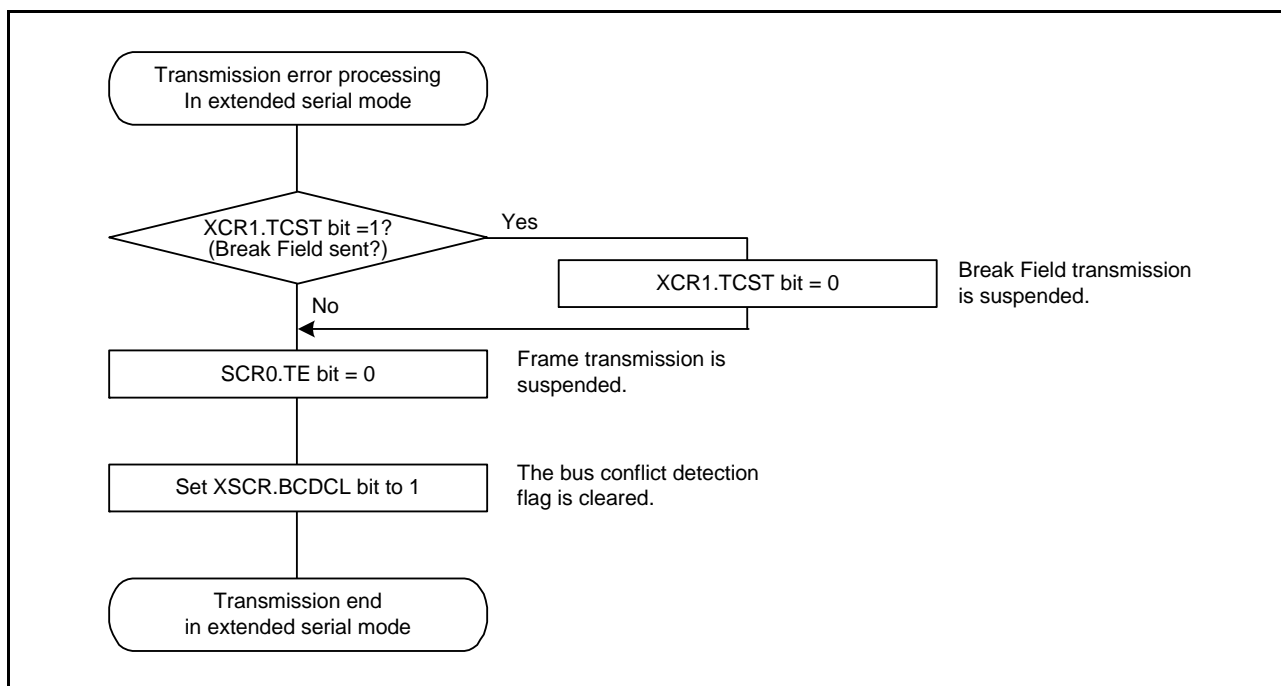 Transmission error processing
In extended serial mode
XCR1.TCST bit =1?
(Break Field sent?)
Yes
XCR1.TCST bit = 0
Break Field transmission
is suspended.
No
SCR0.TE bit = 0
Frame transmission is
suspended.
Set XSCR.BCDCL bit to 1
The bus conflict detection
flag is cleared.
Transmission end
in extended serial mode